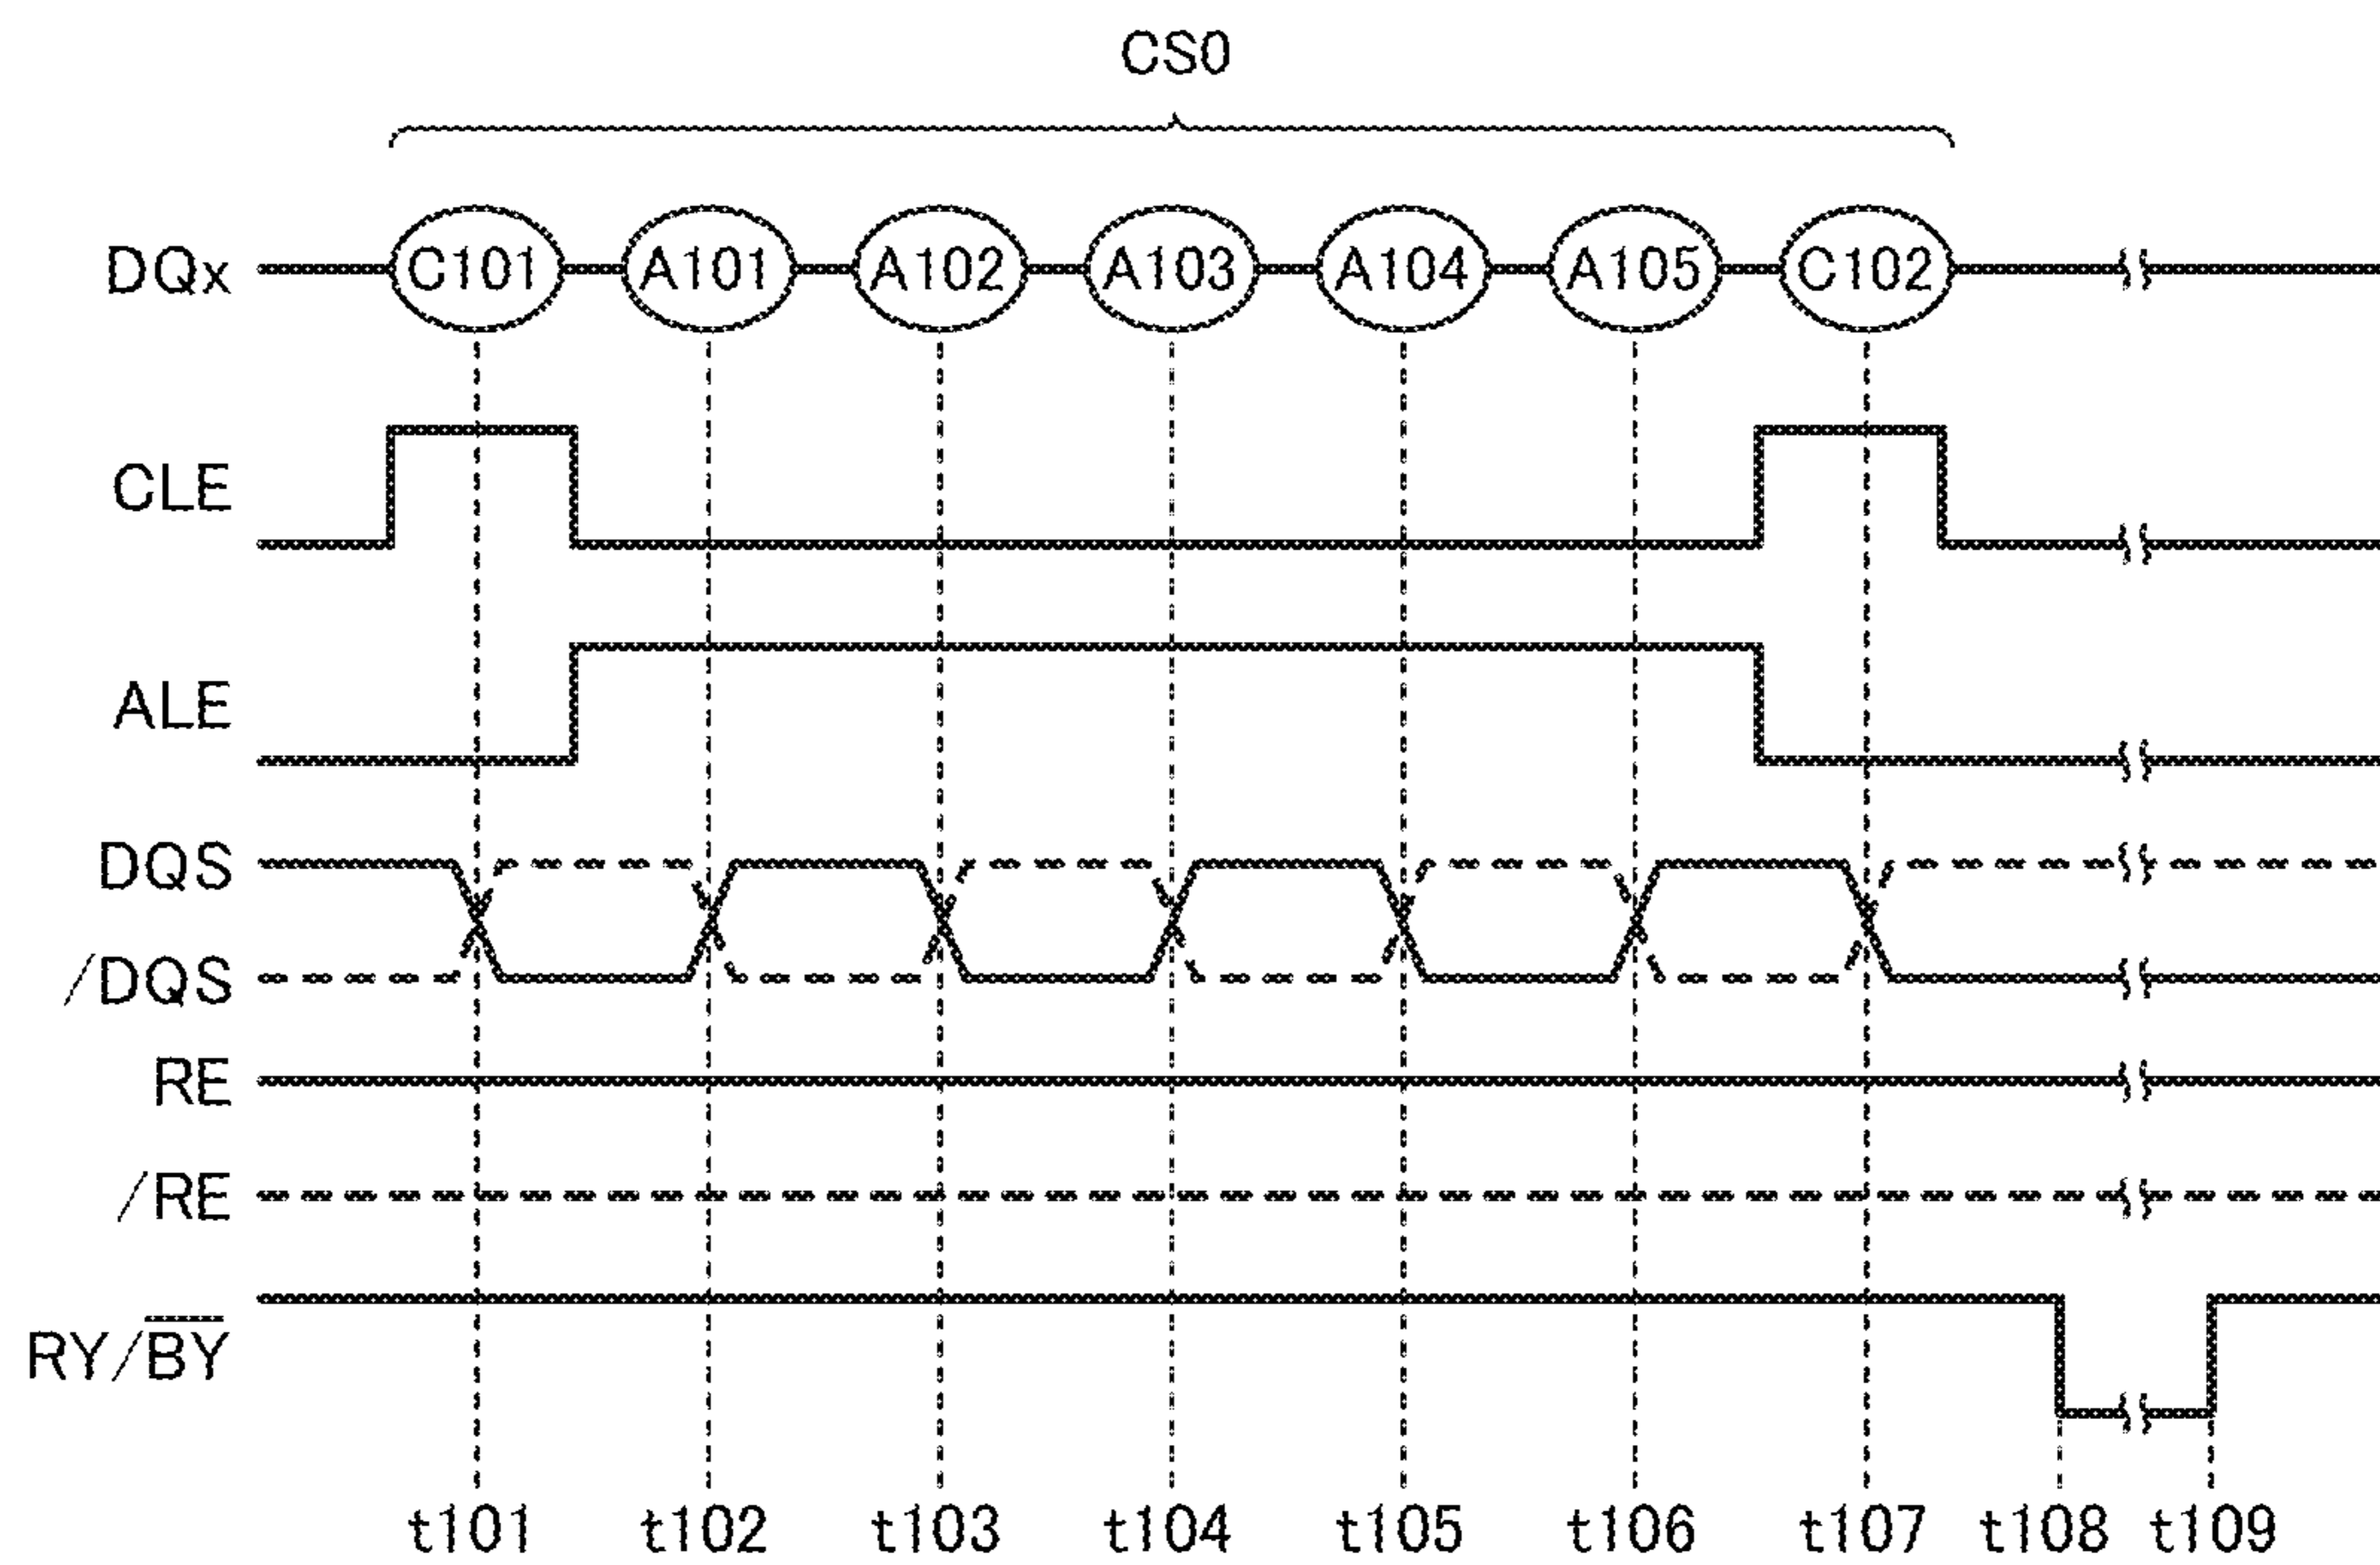 CS0
DQx C101 A101 A102 A103 A104 A105 C102
CLE
ALE
DQS
/DQS
RE
/RE
RY/B̅Y̅
t101 t102 t103 t104 t105 t106 t107 t108 t109